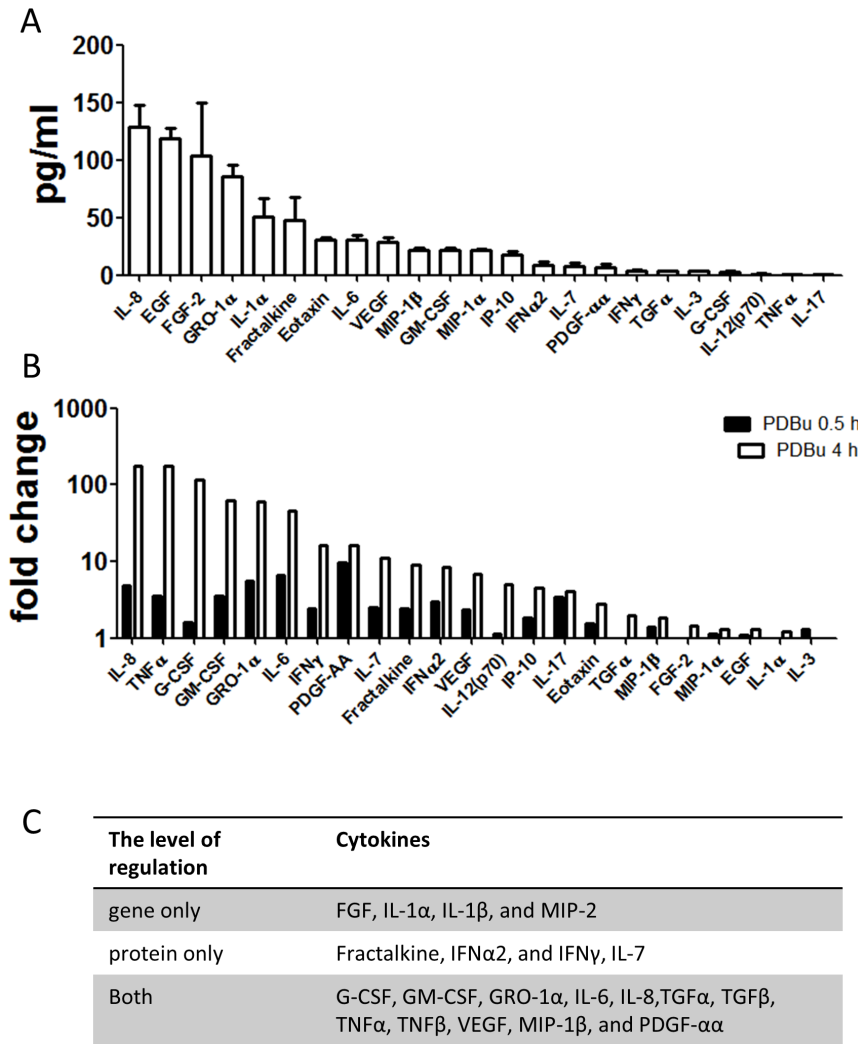 A
200
150
100
50
0
pg/ml
IL-8
EGF
FGF-2
GRO-1α
IL-1α
Fractalkine
Eotaxin
IL-6
VEGF
MIP-1β
GM-CSF
MIP-1α
IP-10
IFNα2
IL-7
PDGF-αα
IFNγ
TGFα
IL-3
G-CSF
IL-12(p70)
TNFα
IL-17
B
1000
100
10
1
fold change
PDBu 0.5 h
PDBu 4 h
IL-8
TNFα
G-CSF
GM-CSF
GRO-1α
IL-6
IFNγ
PDGF-AA
IL-7
Fractalkine
IFNα2
VEGF
IL-12(p70)
IP-10
IL-17
Eotaxin
TGFα
MIP-1β
FGF-2
MIP-1α
EGF
IL-1α
IL-3
C
The level of
regulation
Cytokines
gene only
FGF, IL-1α, IL-1β, and MIP-2
protein only
Fractalkine, IFNα2, and IFNγ, IL-7
Both
G-CSF, GM-CSF, GRO-1α, IL-6, IL-8,TGFα, TGFβ,
TNFα, TNFβ, VEGF, MIP-1β, and PDGF-αα